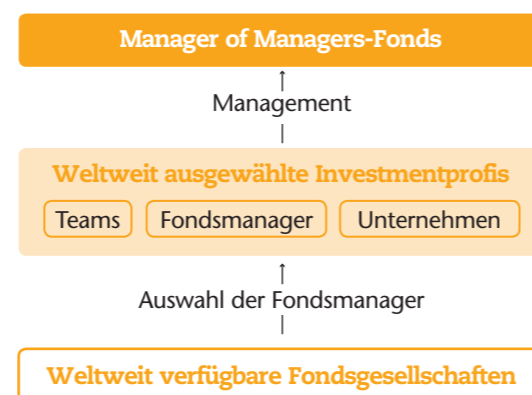 Manager of Managers-Fonds
Management
Weltweit ausgewählte Investmentprofis
Teams Fondsmanager Unternehmen
Auswahl der Fondsmanager
Weltweit verfügbare Fondsgesellschaften